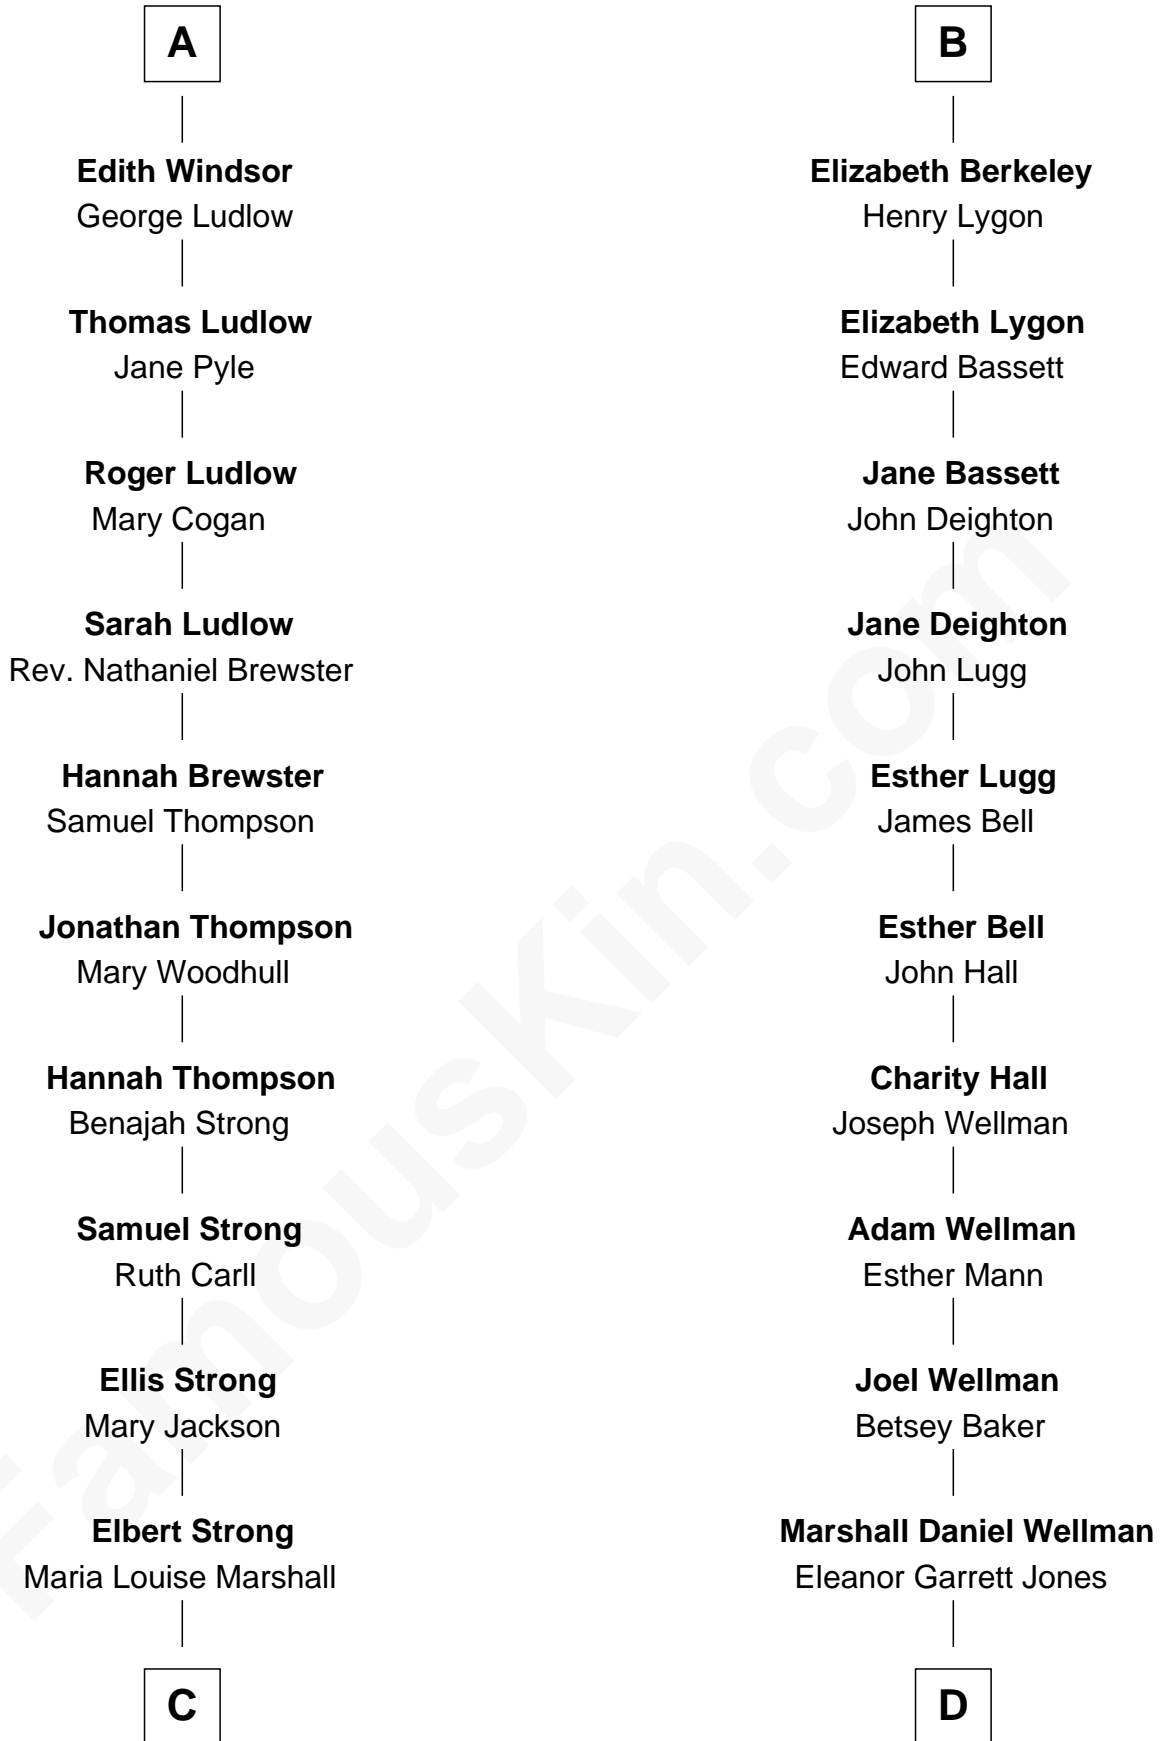 A
Edith Windsor
George Ludlow
Thomas Ludlow
Jane Pyle
Roger Ludlow
Mary Cogan
Sarah Ludlow
Rev. Nathaniel Brewster
Hannah Brewster
Samuel Thompson
Jonathan Thompson
Mary Woodhull
Hannah Thompson
Benajah Strong
Samuel Strong
Ruth Carll
Ellis Strong
Mary Jackson
Elbert Strong
Maria Louise Marshall
C
B
Elizabeth Berkeley
Henry Lygon
Elizabeth Lygon
Edward Bassett
Jane Bassett
John Deighton
Jane Deighton
John Lugg
Esther Lugg
James Bell
Esther Bell
John Hall
Charity Hall
Joseph Wellman
Adam Wellman
Esther Mann
Joel Wellman
Betsey Baker
Marshall Daniel Wellman
Eleanor Garrett Jones
D
FamousKin.com